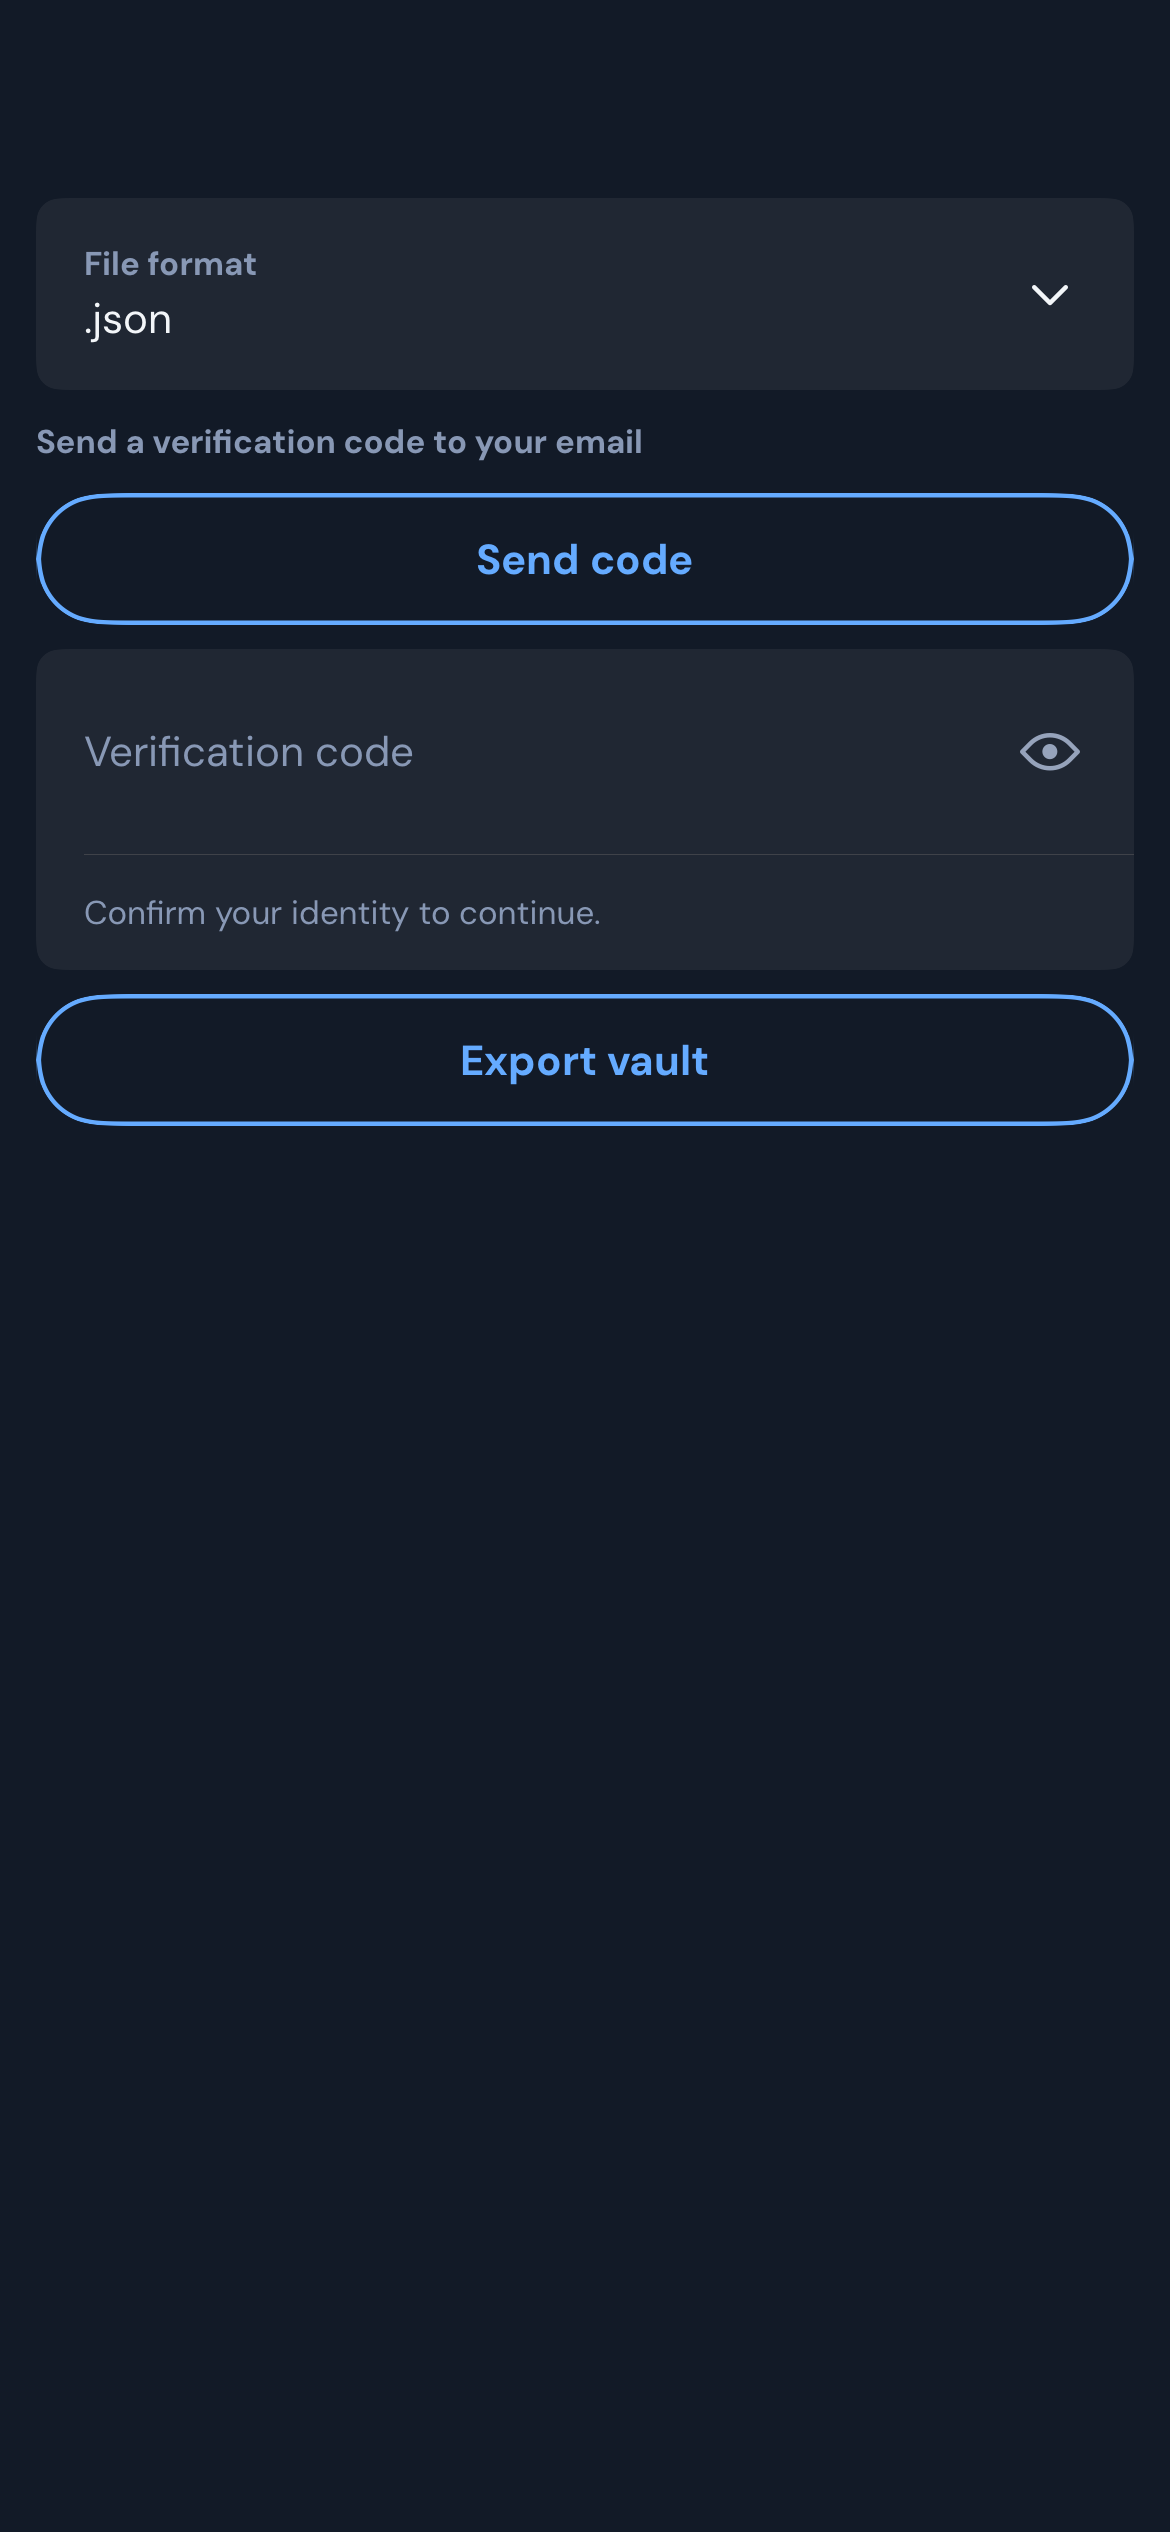 File format
.json
Send a verification code to your email
Send code
Verification code
Confirm your identity to continue.
Export vault